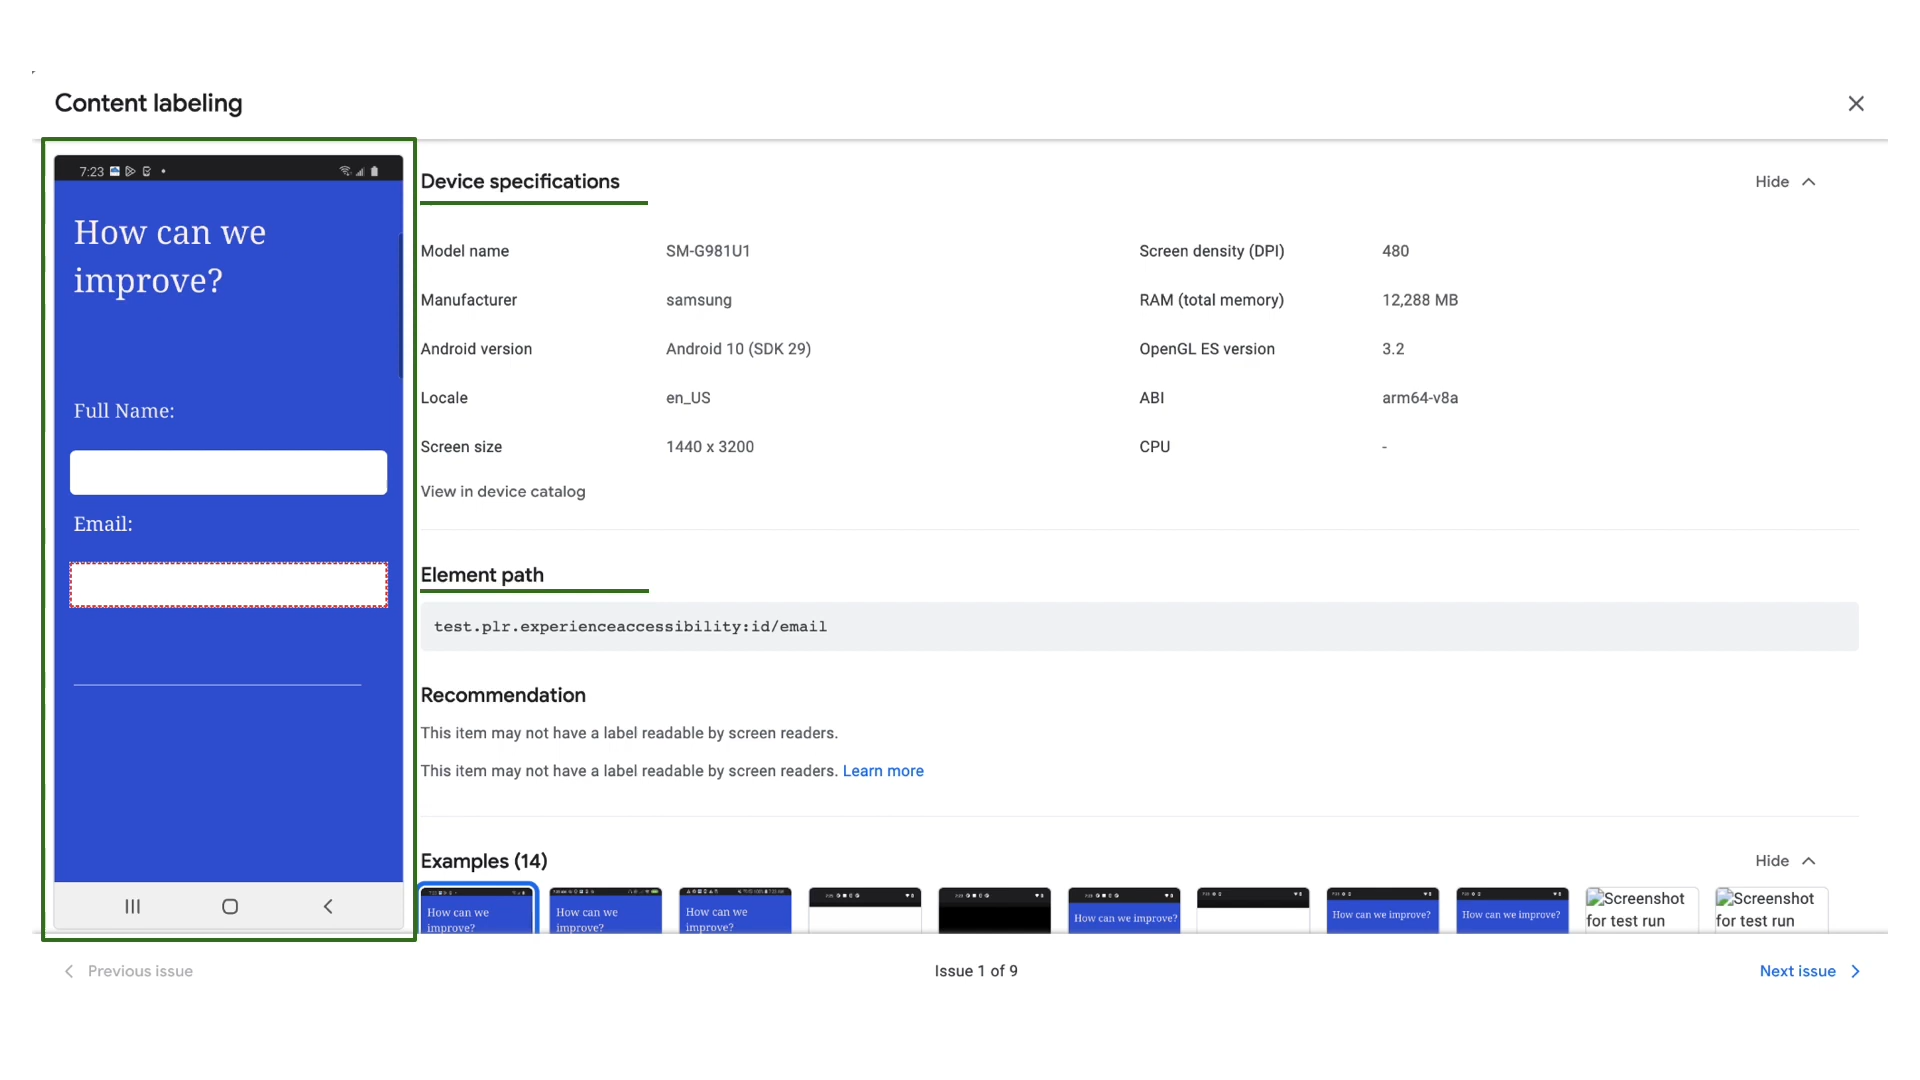 Content labeling
7:23
How can we
improve?
Full Name:
Email:
Device specifications
Hide
Model name SM-G981U1 Screen density (DPI) 480
Manufacturer samsung RAM (total memory) 12,288 MB
Android version Android 10 (SDK 29) OpenGL ES version 3.2
Locale en_US ABI arm64-v8a
Screen size 1440 x 3200 CPU -
View in device catalog
Element path
test.plr.experienceaccessibility:id/email
Recommendation
This item may not have a label readable by screen readers.
This item may not have a label readable by screen readers. Learn more
Examples (14)
Hide
How can we
improve?
How can we
improve?
How can we
improve?
How can we improve?
How can we improve?
How can we improve?
Screenshot
for test run
Screenshot
for test run
Previous issue
Issue 1 of 9
Next issue